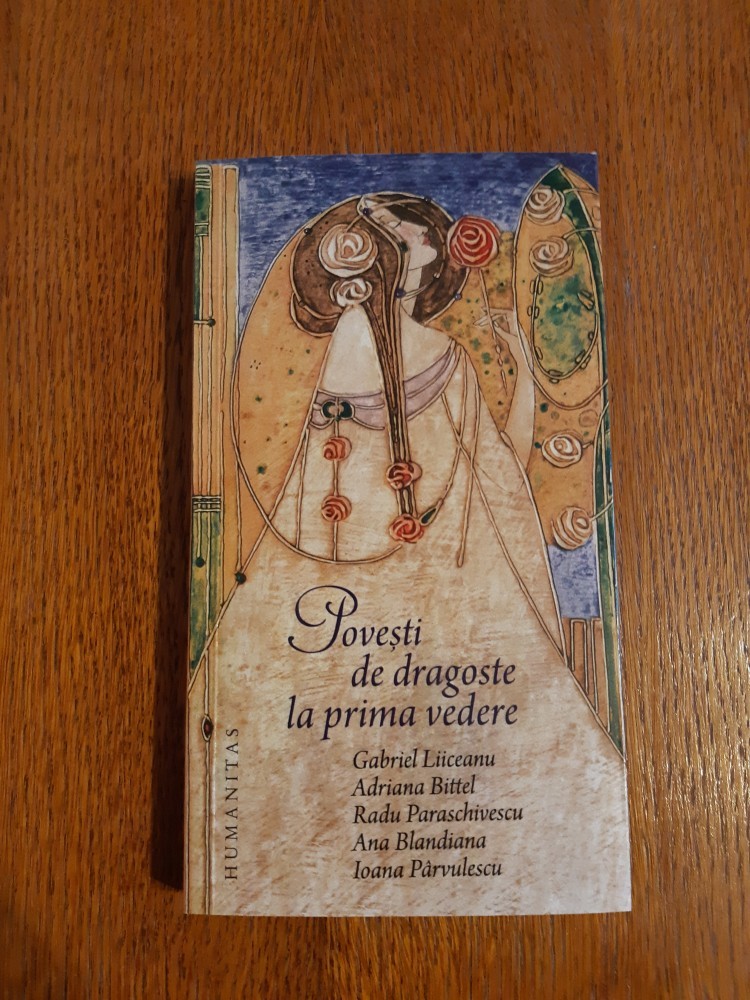 Povești
de dragoste
la prima vedere
Gabriel Liiceanu
Adriana Bittel
Radu Paraschivescu
Ana Blandiana
Ioana Pârvulescu
HUMANITAS